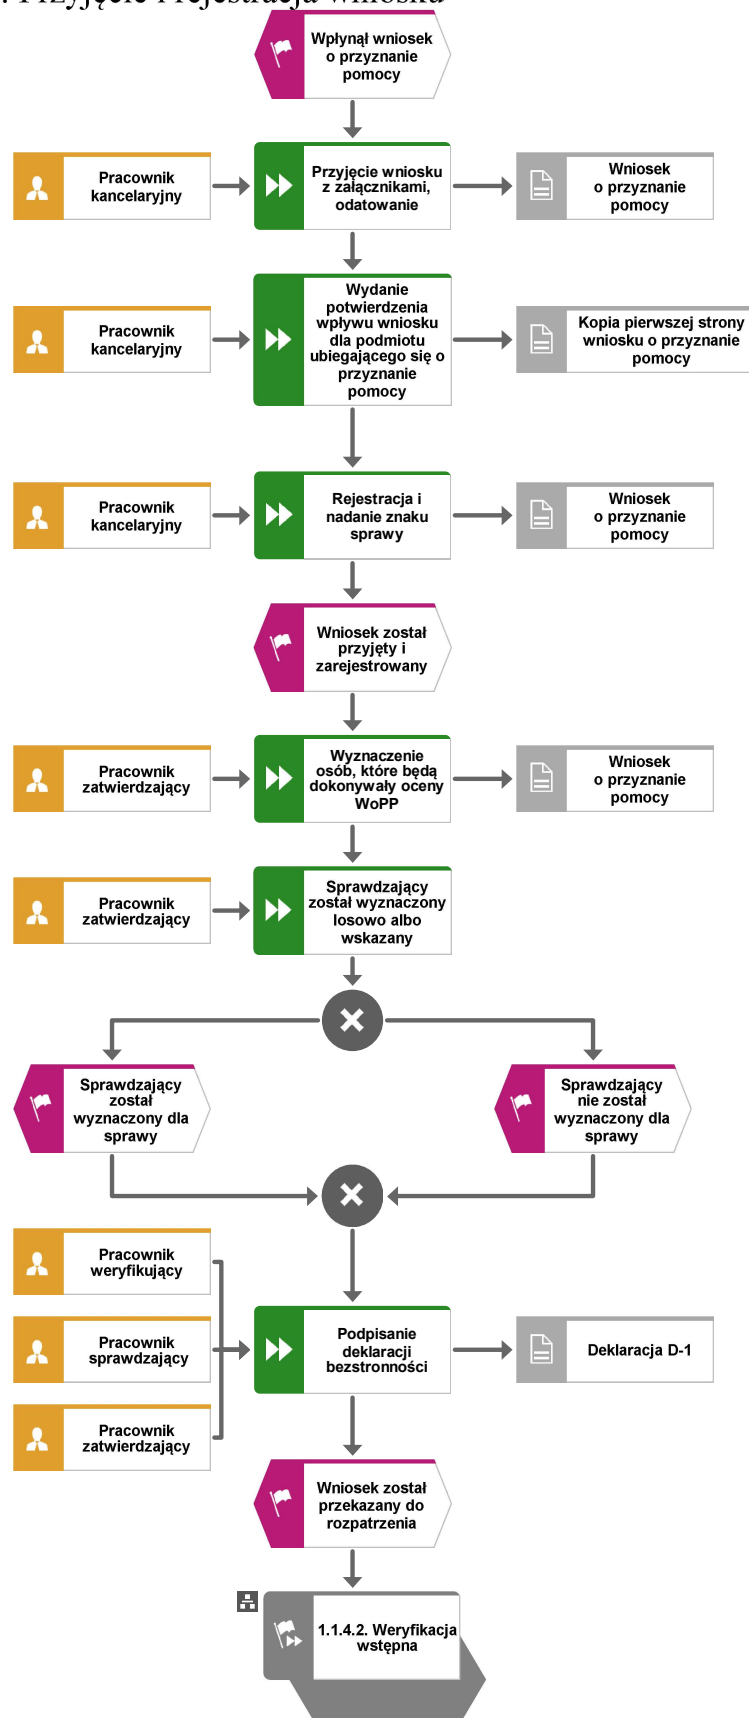 . Przyjęcie i rejestracja wniosku
Wpłynął wniosek
o przyznanie
pomocy
Pracownik
kancelaryjny
Przyjęcie wniosku
z załącznikami,
odatowanie
Wniosek
o przyznanie
pomocy
Pracownik
kancelaryjny
Wydanie
potwierdzenia
wpływu wniosku
dla podmiotu
ubiegającego się o
przyznanie
pomocy
Kopia pierwszej strony
wniosku o przyznanie
pomocy
Pracownik
kancelaryjny
Rejestracja i
nadanie znaku
sprawy
Wniosek
o przyznanie
pomocy
Wniosek został
przyjęty i
zarejestrowany
Pracownik
zatwierdzający
Wyznaczenie
osób, które będą
dokonywały oceny
WoPP
Wniosek
o przyznanie
pomocy
Pracownik
zatwierdzający
Sprawdzający
został wyznaczony
losowo albo
wskazany
Sprawdzający
został
wyznaczony dla
sprawy
Sprawdzający
nie został
wyznaczony dla
sprawy
Pracownik
weryfikujący
Pracownik
sprawdzający
Pracownik
zatwierdzający
Podpisanie
deklaracji
bezstronności
Deklaracja D-1
Wniosek został
przekazany do
rozpatrzenia
1.1.4.2. Weryfikacja
wstępna